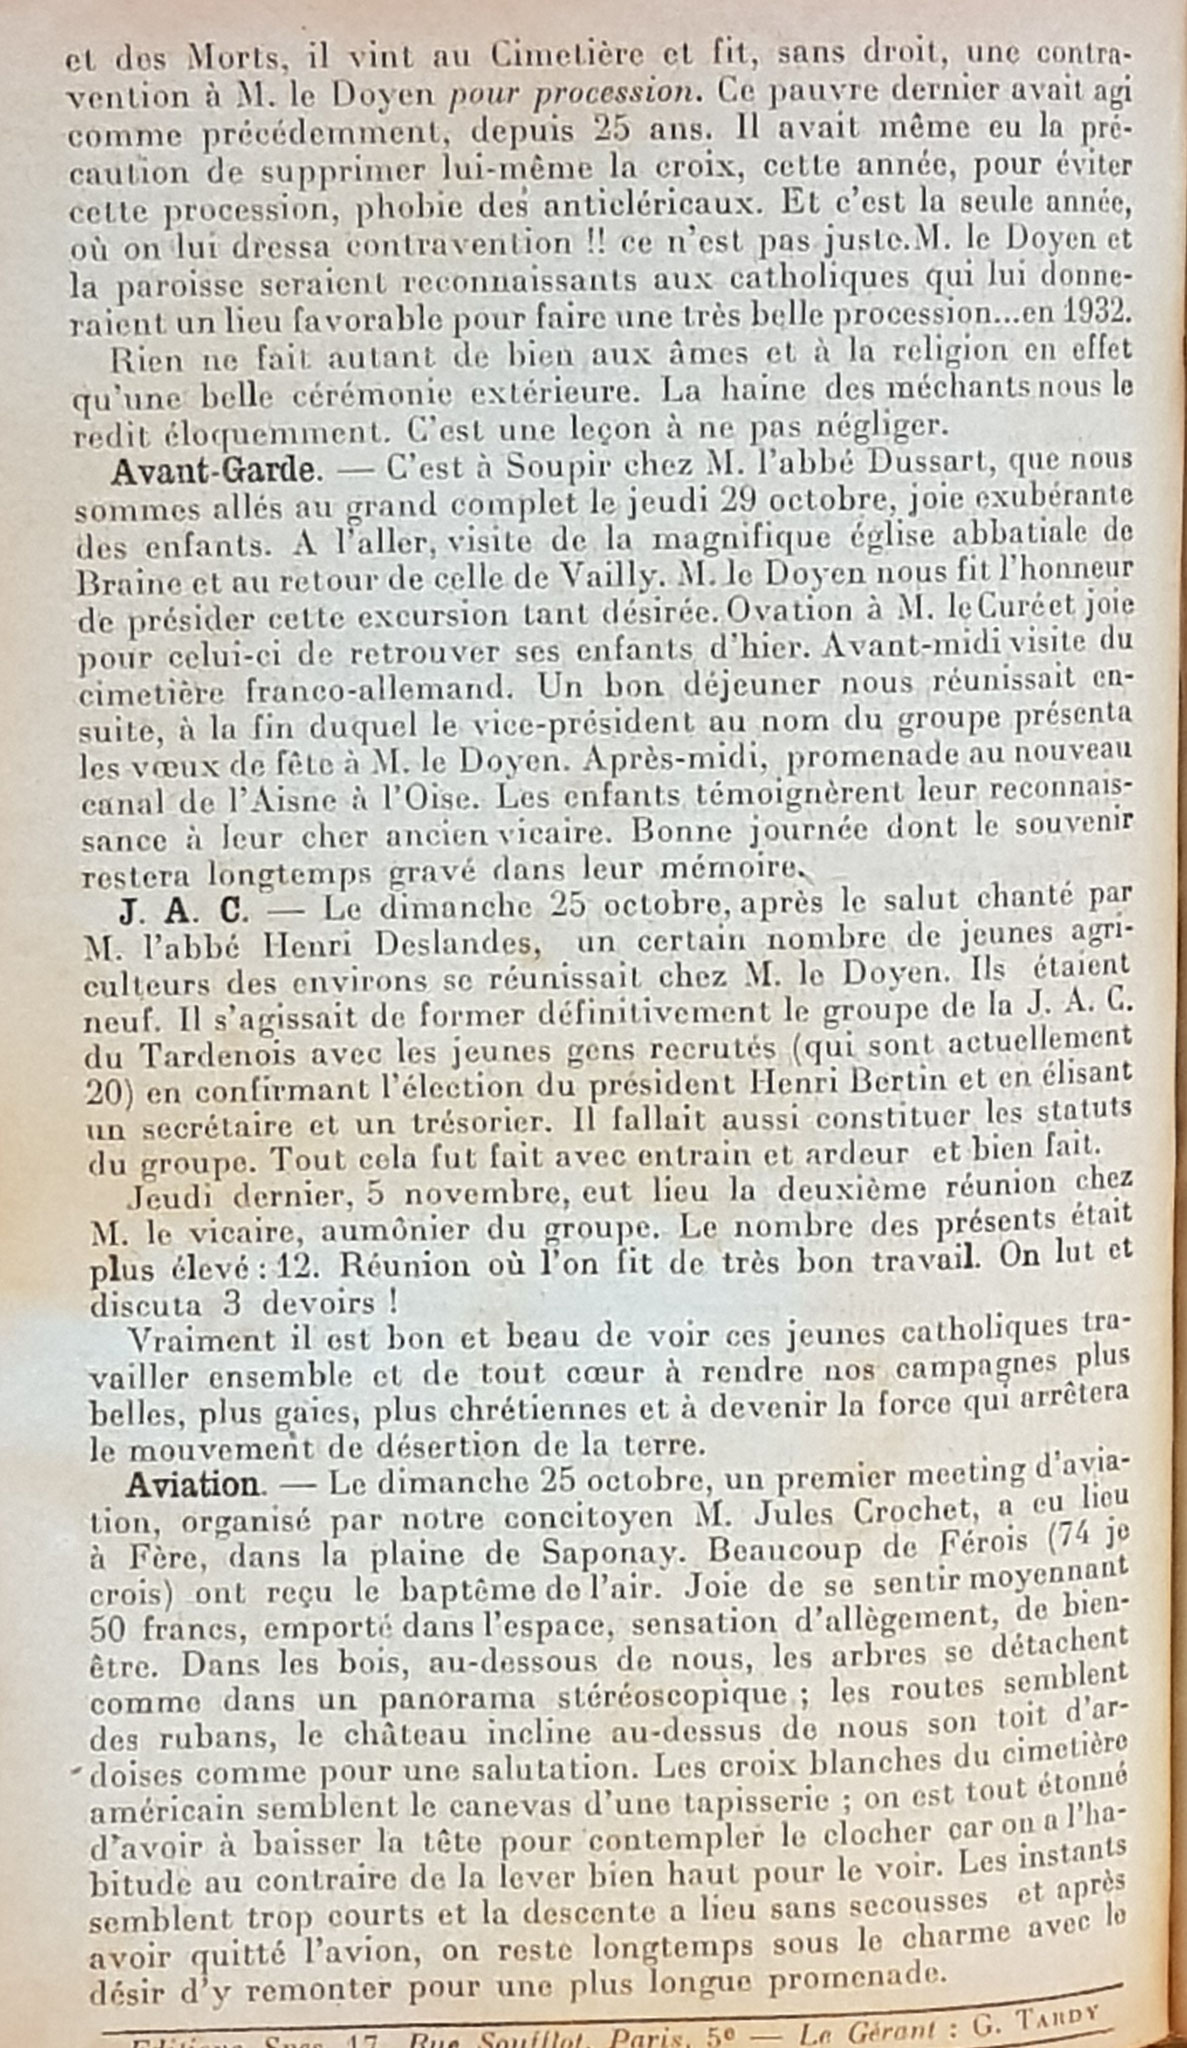 et des Morts, il vint au Cimetière et fit, sans droit, une contra-
vention à M. le Doyen pour procession. Ce pauvre dernier avait agi
comme précédemment, depuis 25 ans. Il avait même eu la pré-
caution de supprimer lui-même la croix, cette année, pour éviter
cette procession, phobie des anticléricaux. Et c'est la seule année,
où on lui dressa contravention !! ce n'est pas juste. M. le Doyen et
la paroisse seraient reconnaissants aux catholiques qui lui donne-
raient un lieu favorable pour faire une très belle procession...en 1932.
Rien ne fait autant de bien aux âmes et à la religion en effet
qu'une belle cérémonie extérieure. La haine des méchants nous le
redit éloquemment. C'est une leçon à ne pas négliger.
Avant-Garde. — C'est à Soupir chez M. l'abbé Dussart, que nous
sommes allés au grand complet le jeudi 29 octobre, joie exubérante
des enfants. A l'aller, visite de la magnifique église abbatiale de
Braine et au retour de celle de Vailly. M. le Doyen nous fit l'honneur
de présider cette excursion tant désirée. Ovation à M. le Curé et joie
pour celui-ci de retrouver ses enfants d'hier. Avant-midi visite du
cimetière franco-allemand. Un bon déjeuner nous réunissait en-
suite, à la fin duquel le vice-président au nom du groupe présenta
les vœux de fête à M. le Doyen. Après-midi, promenade au nouveau
canal de l'Aisne à l'Oise. Les enfants témoignèrent leur reconnais-
sance à leur cher ancien vicaire. Bonne journée dont le souvenir
restera longtemps gravé dans leur mémoire.
J. A. C. — Le dimanche 25 octobre, après le salut chanté par
M. l'abbé Henri Deslandes, un certain nombre de jeunes agri-
culteurs des environs se réunissait chez M. le Doyen. Ils étaient
neuf. Il s'agissait de former définitivement le groupe de la J. A. C.
du Tardenois avec les jeunes gens recrutés (qui sont actuellement
20) en confirmant l'élection du président Henri Bertin et en élisant
un secrétaire et un trésorier. Il fallait aussi constituer les statuts
du groupe. Tout cela fut fait avec entrain et ardeur et bien fait.
Jeudi dernier, 5 novembre, eut lieu la deuxième réunion chez
M. le vicaire, aumônier du groupe. Le nombre des présents était
plus élevé : 12. Réunion où l'on fit de très bon travail. On lut et
discuta 3 devoirs !
Vraiment il est bon et beau de voir ces jeunes catholiques tra-
vailler ensemble et de tout cœur à rendre nos campagnes plus
belles, plus gaies, plus chrétiennes et à devenir la force qui arrêtera
le mouvement de désertion de la terre.
Aviation. — Le dimanche 25 octobre, un premier meeting d'avia-
tion, organisé par notre concitoyen M. Jules Crochet, a eu lieu
à Fère, dans la plaine de Saponay. Beaucoup de Férois (74 je
crois) ont reçu le baptême de l'air. Joie de se sentir moyennant
50 francs, emporté dans l'espace, sensation d'allègement, de bien-
être. Dans les bois, au-dessous de nous, les arbres se détachent
comme dans un panorama stéréoscopique ; les routes semblent
des rubans, le château incline au-dessus de nous son toit d'ar-
doises comme pour une salutation. Les croix blanches du cimetière
américain semblent le canevas d'une tapisserie ; on est tout étonné
d'avoir à baisser la tête pour contempler le clocher car on a l'ha-
bitude au contraire de la lever bien haut pour le voir. Les instants
semblent trop courts et la descente a lieu sans secousses et après
avoir quitté l'avion, on reste longtemps sous le charme avec le
désir d'y remonter pour une plus longue promenade.
Editions Spes, 17, Rue Soufflot, Paris, 5e — Le Gérant : G. TARDY